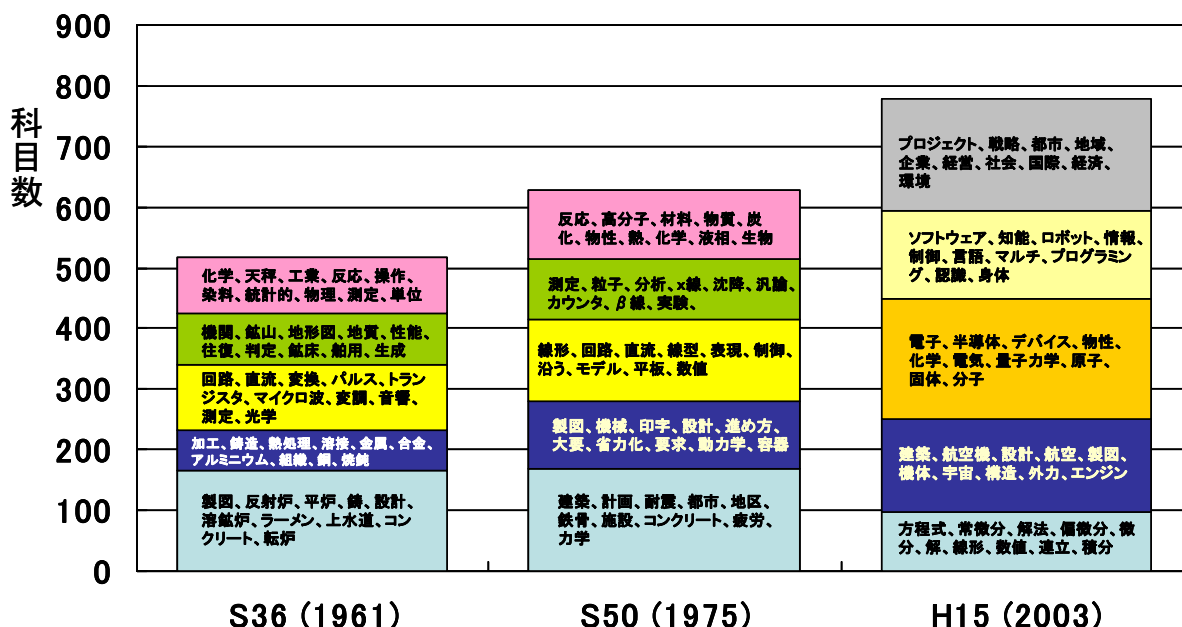 900
800
700
600
500
400
300
200
100
0
科目数
化学、天秤、工業、反応、操作、
染料、統計的、物理、測定、単位
機関、鉱山、地形図、地質、性能、
往復、判定、鉱床、舶用、生成
回路、直流、変換、パルス、トラン
ジスタ、マイクロ波、変調、音響、
測定、光学
加工、鋳造、熱処理、溶接、金属、合金、
アルミニウム、組織、鋼、焼鈍
製図、反射炉、平炉、鋳、設計、
溶鉱炉、ラーメン、上水道、コン
クリート、転炉
S36 (1961)
反応、高分子、材料、物質、炭
化、物性、熱、化学、液相、生物
測定、粒子、分析、x線、沈降、汎論、
カウンタ、β線、実験、
線形、回路、直流、線型、表現、制御、
沿う、モデル、平板、数値
製図、機械、印字、設計、進め方、
大要、省力化、要求、動力学、容器
建築、計画、耐震、都市、地区、
鉄骨、施設、コンクリート、疲労、
力学
S50 (1975)
プロジェクト、戦略、都市、地域、
企業、経営、社会、国際、経済、
環境
ソフトウェア、知能、ロボット、情報、
制御、言語、マルチ、プログラミン
グ、認識、身体
電子、半導体、デバイス、物性、
化学、電気、量子力学、原子、
固体、分子
建築、航空機、設計、航空、製図、
機体、宇宙、構造、外力、エンジン
方程式、常微分、解法、偏微分、微
分、解、線形、数値、連立、積分
H15 (2003)